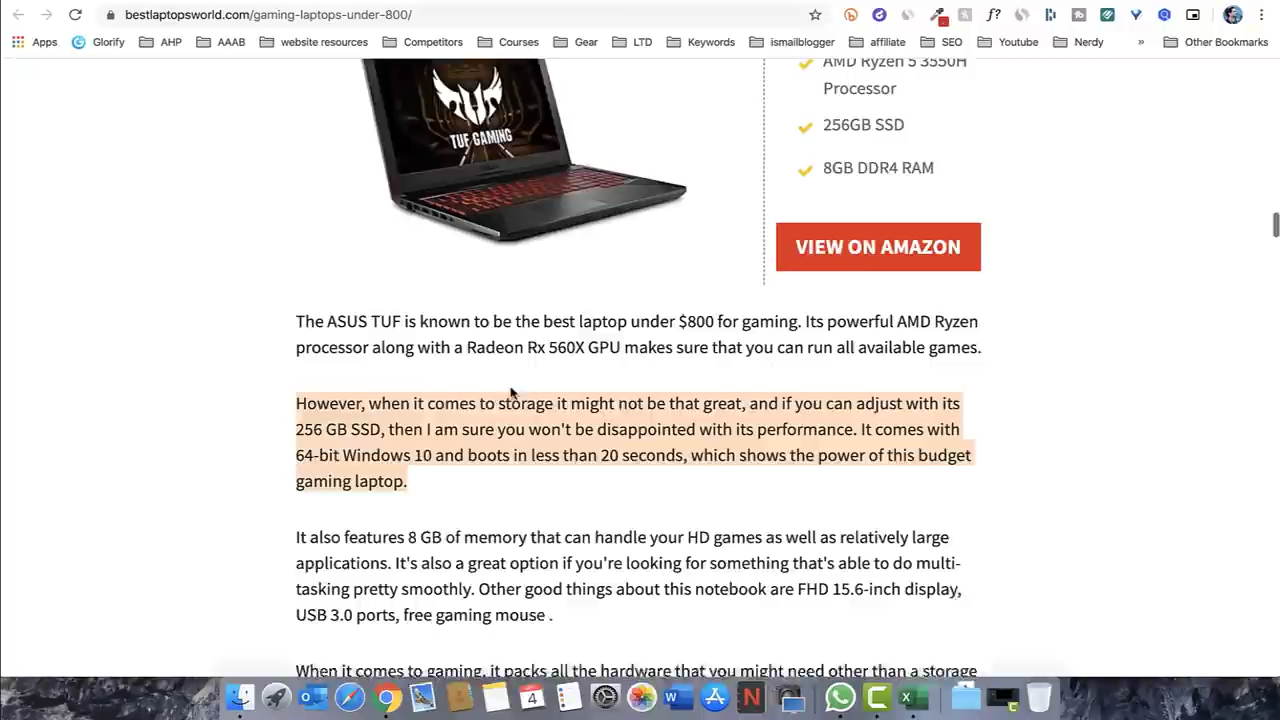 bestlaptopsworld.com/gaming-laptops-under-800/
f?
Apps Glorify AHP AAAB website resources Competitors Courses Gear LTD Keywords ismailblogger affiliate SEO Youtube Nerdy » Other Bookmarks
TUF GAMING
AMD Ryzen 5 3550H
Processor
256GB SSD
8GB DDR4 RAM
VIEW ON AMAZON
The ASUS TUF is known to be the best laptop under $800 for gaming. Its powerful AMD Ryzen
processor along with a Radeon Rx 560X GPU makes sure that you can run all available games.
However, when it comes to storage it might not be that great, and if you can adjust with its
256 GB SSD, then I am sure you won't be disappointed with its performance. It comes with
64-bit Windows 10 and boots in less than 20 seconds, which shows the power of this budget
gaming laptop.
It also features 8 GB of memory that can handle your HD games as well as relatively large
applications. It's also a great option if you're looking for something that's able to do multi-
tasking pretty smoothly. Other good things about this notebook are FHD 15.6-inch display,
USB 3.0 ports, free gaming mouse .
When it comes to gaming, it packs all the hardware that you might need other than a storage
4